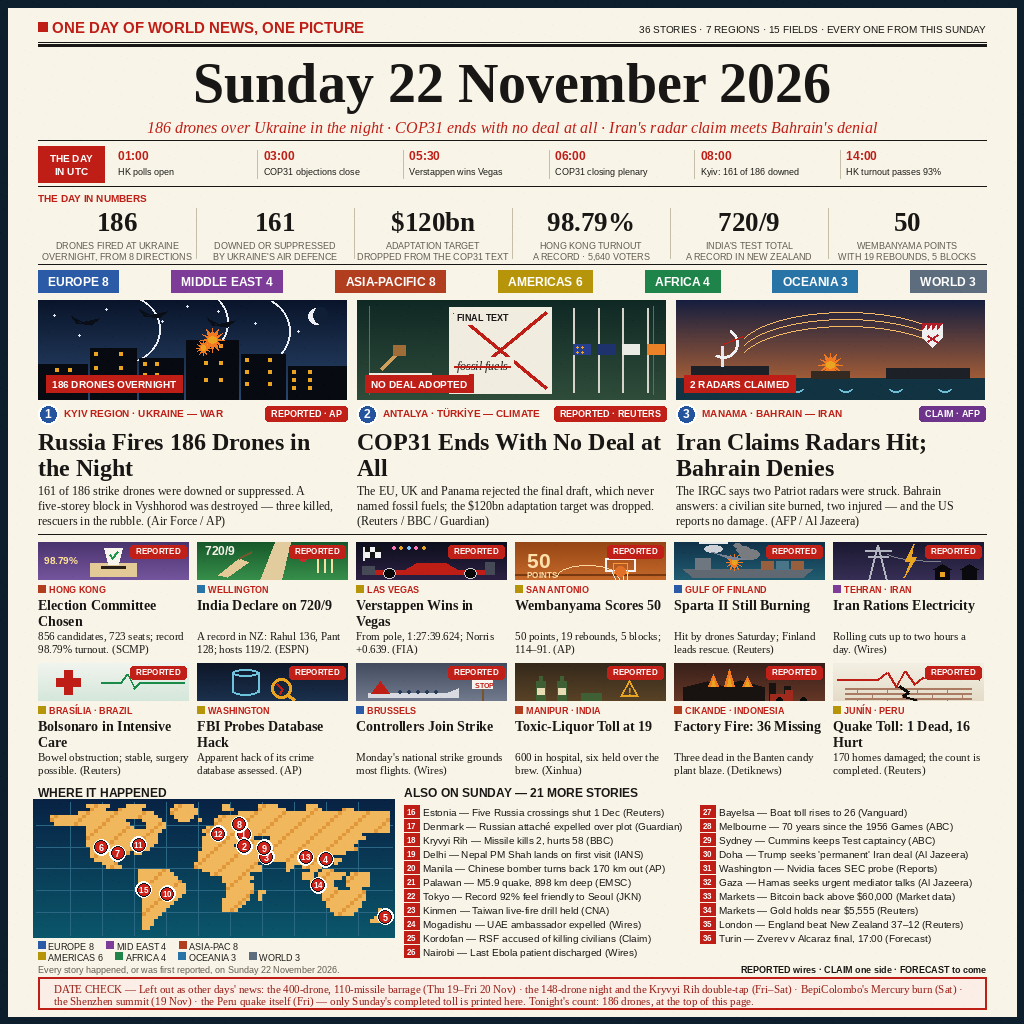 ONE DAY OF WORLD NEWS, ONE PICTURE
36 STORIES · 7 REGIONS · 15 FIELDS · EVERY ONE FROM THIS SUNDAY
Sunday 22 November 2026
186 drones over Ukraine in the night · COP31 ends with no deal at all · Iran's radar claim meets Bahrain's denial
THE DAY
IN UTC
01:00
HK polls open
03:00
COP31 objections close
05:30
Verstappen wins Vegas
06:00
COP31 closing plenary
08:00
Kyiv: 161 of 186 downed
14:00
HK turnout passes 93%
THE DAY IN NUMBERS
186
DRONES FIRED AT UKRAINE
OVERNIGHT, FROM 8 DIRECTIONS
161
DOWNED OR SUPPRESSED
BY UKRAINE'S AIR DEFENCE
$120bn
ADAPTATION TARGET
DROPPED FROM THE COP31 TEXT
98.79%
HONG KONG TURNOUT
A RECORD · 5,640 VOTERS
720/9
INDIA'S TEST TOTAL
A RECORD IN NEW ZEALAND
50
WEMBANYAMA POINTS
WITH 19 REBOUNDS, 5 BLOCKS
EUROPE 8
MIDDLE EAST 4
ASIA-PACIFIC 8
AMERICAS 6
AFRICA 4
OCEANIA 3
WORLD 3
186 DRONES OVERNIGHT
FINAL TEXT
fossil fuels
NO DEAL ADOPTED
2 RADARS CLAIMED
1 KYIV REGION · UKRAINE — WAR
REPORTED · AP
Russia Fires 186 Drones in
the Night
161 of 186 strike drones were downed or suppressed. A
five-storey block in Vyshhorod was destroyed — three killed,
rescuers in the rubble. (Air Force / AP)
2 ANTALYA · TÜRKİYE — CLIMATE
REPORTED · REUTERS
COP31 Ends With No Deal at
All
The EU, UK and Panama rejected the final draft, which never
named fossil fuels; the $120bn adaptation target was dropped.
(Reuters / BBC / Guardian)
3 MANAMA · BAHRAIN — IRAN
CLAIM · AFP
Iran Claims Radars Hit;
Bahrain Denies
The IRGC says two Patriot radars were struck. Bahrain
answers: a civilian site burned, two injured — and the US
reports no damage. (AFP / Al Jazeera)
98.79%
REPORTED
HONG KONG
Election Committee
Chosen
856 candidates, 723 seats; record
98.79% turnout. (SCMP)
720/9
REPORTED
WELLINGTON
India Declare on 720/9
A record in NZ: Rahul 136, Pant
128; hosts 119/2. (ESPN)
REPORTED
LAS VEGAS
Verstappen Wins in
Vegas
From pole, 1:27:39.624; Norris
+0.639. (FIA)
50
POINTS
REPORTED
SAN ANTONIO
Wembanyama Scores 50
50 points, 19 rebounds, 5 blocks;
114–91. (AP)
REPORTED
GULF OF FINLAND
Sparta II Still Burning
Hit by drones Saturday; Finland
leads rescue. (Reuters)
REPORTED
TEHRAN · IRAN
Iran Rations Electricity
Rolling cuts up to two hours a
day. (Wires)
REPORTED
BRASÍLIA · BRAZIL
Bolsonaro in Intensive
Care
Bowel obstruction; stable, surgery
possible. (Reuters)
REPORTED
WASHINGTON
FBI Probes Database
Hack
Apparent hack of its crime
database assessed. (AP)
STOP
REPORTED
BRUSSELS
Controllers Join Strike
Monday's national strike grounds
most flights. (Wires)
REPORTED
MANIPUR · INDIA
Toxic-Liquor Toll at 19
600 in hospital, six held over the
brew. (Xinhua)
REPORTED
CIKANDE · INDONESIA
Factory Fire: 36 Missing
Three dead in the Banten candy
plant blaze. (Detiknews)
REPORTED
JUNÍN · PERU
Quake Toll: 1 Dead, 16
Hurt
170 homes damaged; the count is
completed. (Reuters)
WHERE IT HAPPENED
6
7
11
12
8
2
9
13
4
14
15
10
5
EUROPE 8 MID EAST 4 ASIA-PAC 8
AMERICAS 6 AFRICA 4 OCEANIA 3 WORLD 3
Every story happened, or was first reported, on Sunday 22 November 2026.
ALSO ON SUNDAY — 21 MORE STORIES
16 Estonia — Five Russia crossings shut 1 Dec (Reuters)
17 Denmark — Russian attaché expelled over plot (Guardian)
18 Kryvyi Rih — Missile kills 2, hurts 58 (BBC)
19 Delhi — Nepal PM Shah lands on first visit (IANS)
20 Manila — Chinese bomber turns back 170 km out (AP)
21 Palawan — M5.9 quake, 898 km deep (EMSC)
22 Tokyo — Record 92% feel friendly to Seoul (JKN)
23 Kinmen — Taiwan live-fire drill held (CNA)
24 Mogadishu — UAE ambassador expelled (Wires)
25 Kordofan — RSF accused of killing civilians (Claim)
26 Nairobi — Last Ebola patient discharged (Wires)
27 Bayelsa — Boat toll rises to 26 (Vanguard)
28 Melbourne — 70 years since the 1956 Games (ABC)
29 Sydney — Cummins keeps Test captaincy (ABC)
30 Doha — Trump seeks 'permanent' Iran deal (Al Jazeera)
31 Washington — Nvidia faces SEC probe (Reports)
32 Gaza — Hamas seeks urgent mediator talks (Al Jazeera)
33 Markets — Bitcoin back above $60,000 (Market data)
34 Markets — Gold holds near $5,555 (Reuters)
35 London — England beat New Zealand 37–12 (Reuters)
36 Turin — Zverev v Alcaraz final, 17:00 (Forecast)
REPORTED wires · CLAIM one side · FORECAST to come
DATE CHECK — Left out as other days' news: the 400-drone, 110-missile barrage (Thu 19–Fri 20 Nov) · the 148-drone night and the Kryvyi Rih double-tap (Fri–Sat) · BepiColombo's Mercury burn (Sat) ·
the Shenzhen summit (19 Nov) · the Peru quake itself (Fri) — only Sunday's completed toll is printed here. Tonight's count: 186 drones, at the top of this page.